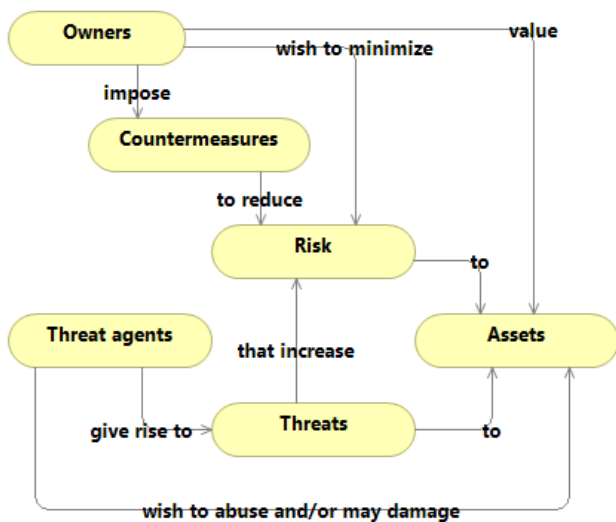 Owners
value
wish to minimize
impose
Countermeasures
to reduce
Risk
to
Threat agents
Assets
that increase
give rise to
Threats
to
wish to abuse and/or may damage